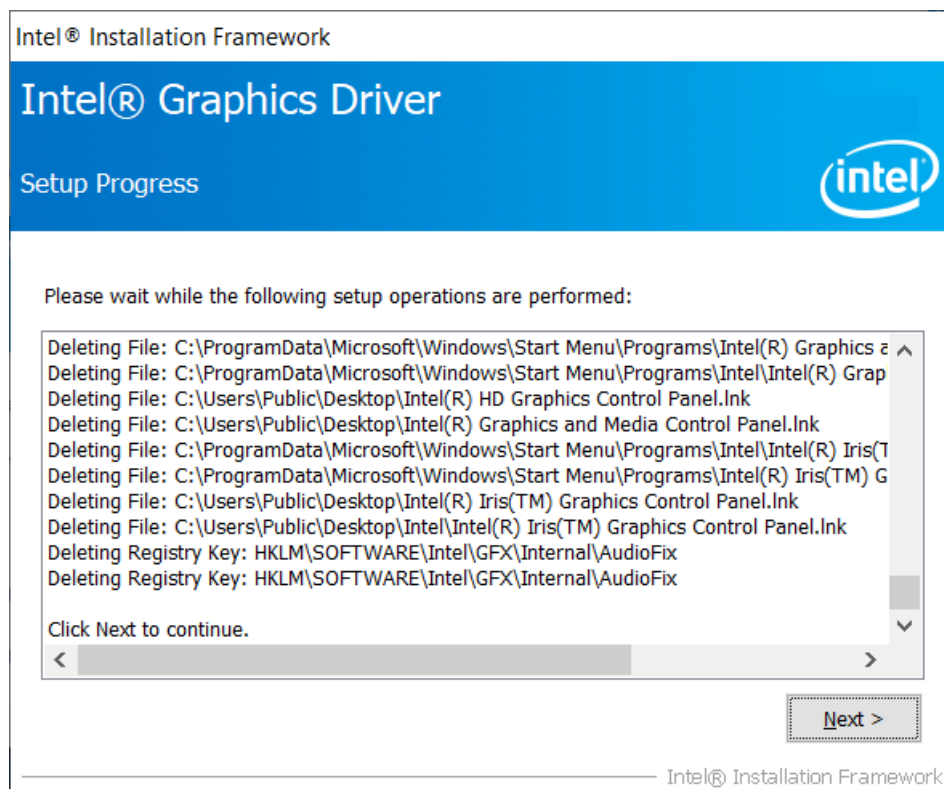 Intel® Installation Framework
Intel® Graphics Driver
Setup Progress
intel
Please wait while the following setup operations are performed:
Deleting File: C:\ProgramData\Microsoft\Windows\Start Menu\Programs\Intel(R) Graphics a
Deleting File: C:\ProgramData\Microsoft\Windows\Start Menu\Programs\Intel\Intel(R) Grap
Deleting File: C:\Users\Public\Desktop\Intel(R) HD Graphics Control Panel.lnk
Deleting File: C:\Users\Public\Desktop\Intel(R) Graphics and Media Control Panel.lnk
Deleting File: C:\ProgramData\Microsoft\Windows\Start Menu\Programs\Intel\Intel(R) Iris(T
Deleting File: C:\ProgramData\Microsoft\Windows\Start Menu\Programs\Intel(R) Iris(TM) G
Deleting File: C:\Users\Public\Desktop\Intel(R) Iris(TM) Graphics Control Panel.lnk
Deleting File: C:\Users\Public\Desktop\Intel\Intel(R) Iris(TM) Graphics Control Panel.lnk
Deleting Registry Key: HKLM\SOFTWARE\Intel\GFX\Internal\AudioFix
Deleting Registry Key: HKLM\SOFTWARE\Intel\GFX\Internal\AudioFix
Click Next to continue.
Next >
Intel® Installation Framework